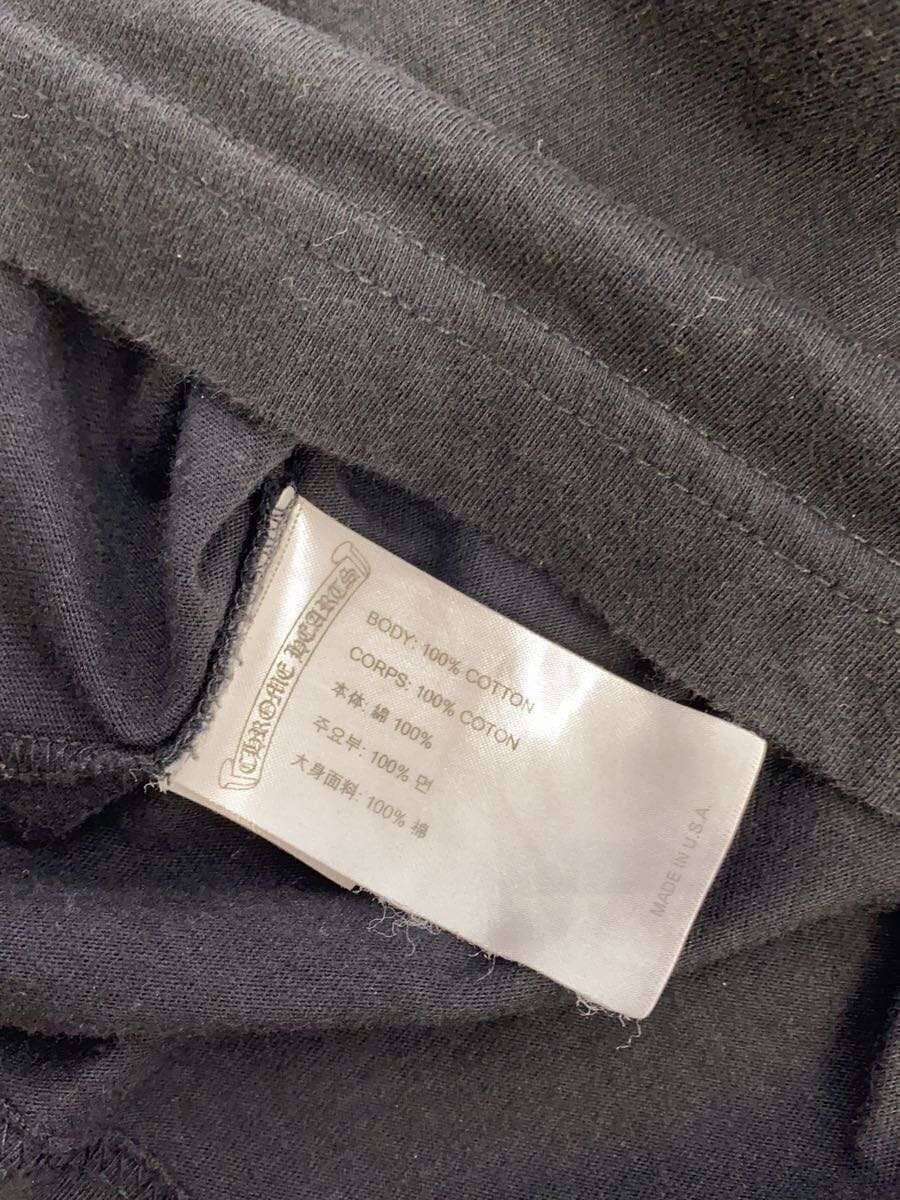 CHROME HEARTS
BODY: 100% COTTON
CORPS: 100% COTON
本体: 綿 100%
주요부: 100% 면
大身面料: 100% 棉
MADE IN U.S.A.